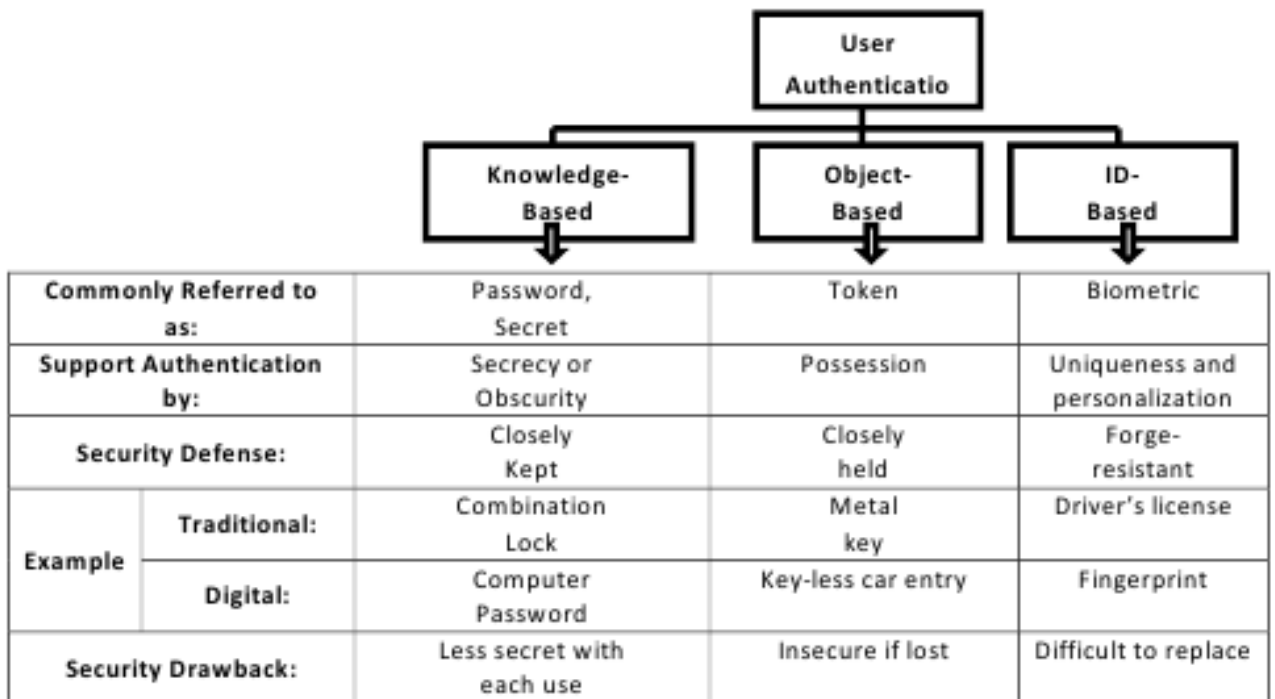 User
Authenticatio
Knowledge-
Based
Object-
Based
ID-
Based
Commonly Referred to
as:
Password,
Secret
Token
Biometric
Support Authentication
by:
Secrecy or
Obscurity
Possession
Uniqueness and
personalization
Security Defense:
Closely
Kept
Closely
held
Forge-
resistant
Example
Traditional:
Combination
Lock
Metal
key
Driver's license
Digital:
Computer
Password
Key-less car entry
Fingerprint
Security Drawback:
Less secret with
each use
Insecure if lost
Difficult to replace